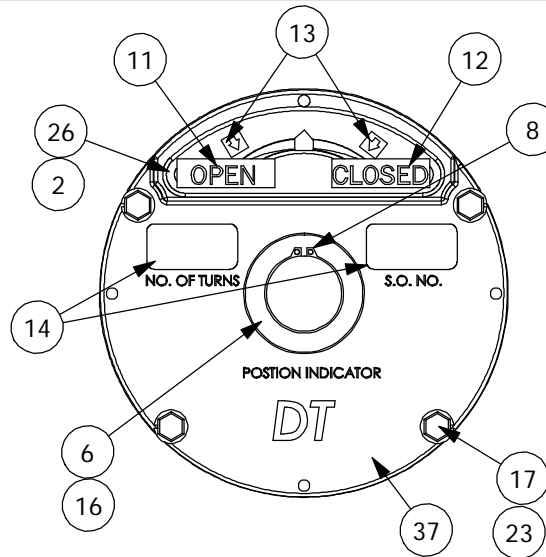 13
11
12
26
8
2
OPEN
CLOSED
NO. OF TURNS
S.O. NO.
14
POSTION INDICATOR
DT
6
16
37
17
23